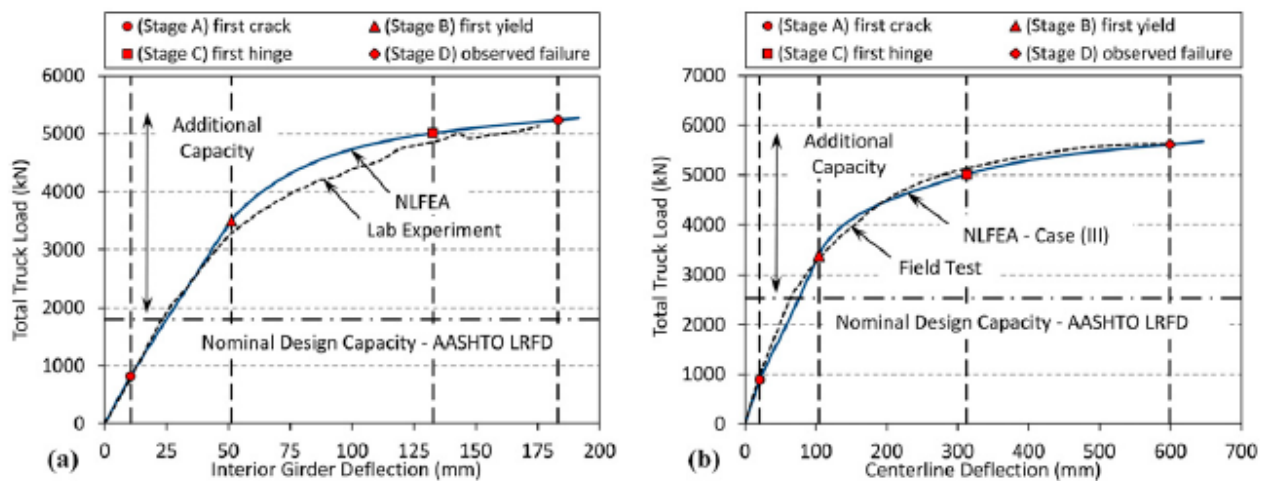 (Stage A) first crack (Stage B) first yield
(Stage C) first hinge (Stage D) observed failure
6000
5000
4000
3000
2000
1000
0
Total Truck Load (kN)
Additional
Capacity
NLFEA
Lab Experiment
Nominal Design Capacity - AASHTO LRFD
0 25 50 75 100 125 150 175 200
(a) Interior Girder Deflection (mm)
(Stage A) first crack (Stage B) first yield
(Stage C) first hinge (Stage D) observed failure
7000
6000
5000
4000
3000
2000
1000
0
Total Truck Load (kN)
Additional
Capacity
NLFEA - Case (III)
Field Test
Nominal Design Capacity - AASHTO LRFD
0 100 200 300 400 500 600 700
(b) Centerline Deflection (mm)